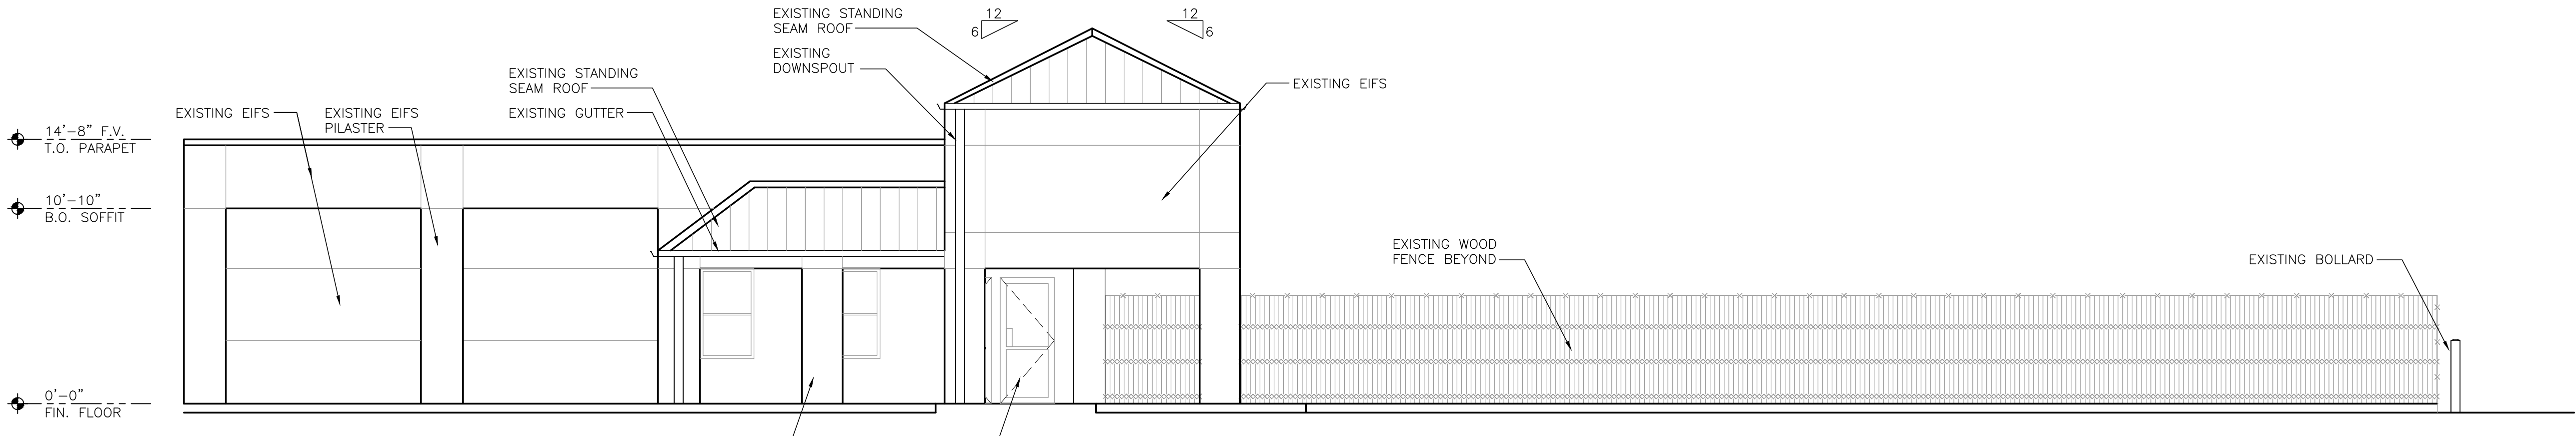 EXISTING STANDING
SEAM ROOF
12
6
12
6
EXISTING
DOWNSPOUT
EXISTING STANDING
SEAM ROOF
EXISTING EIFS
EXISTING EIFS
EXISTING EIFS
PILASTER
EXISTING GUTTER
14'-8" F.V.
T.O. PARAPET
10'-10"
B.O. SOFFIT
EXISTING WOOD
FENCE BEYOND
EXISTING BOLLARD
0'-0"
FIN. FLOOR